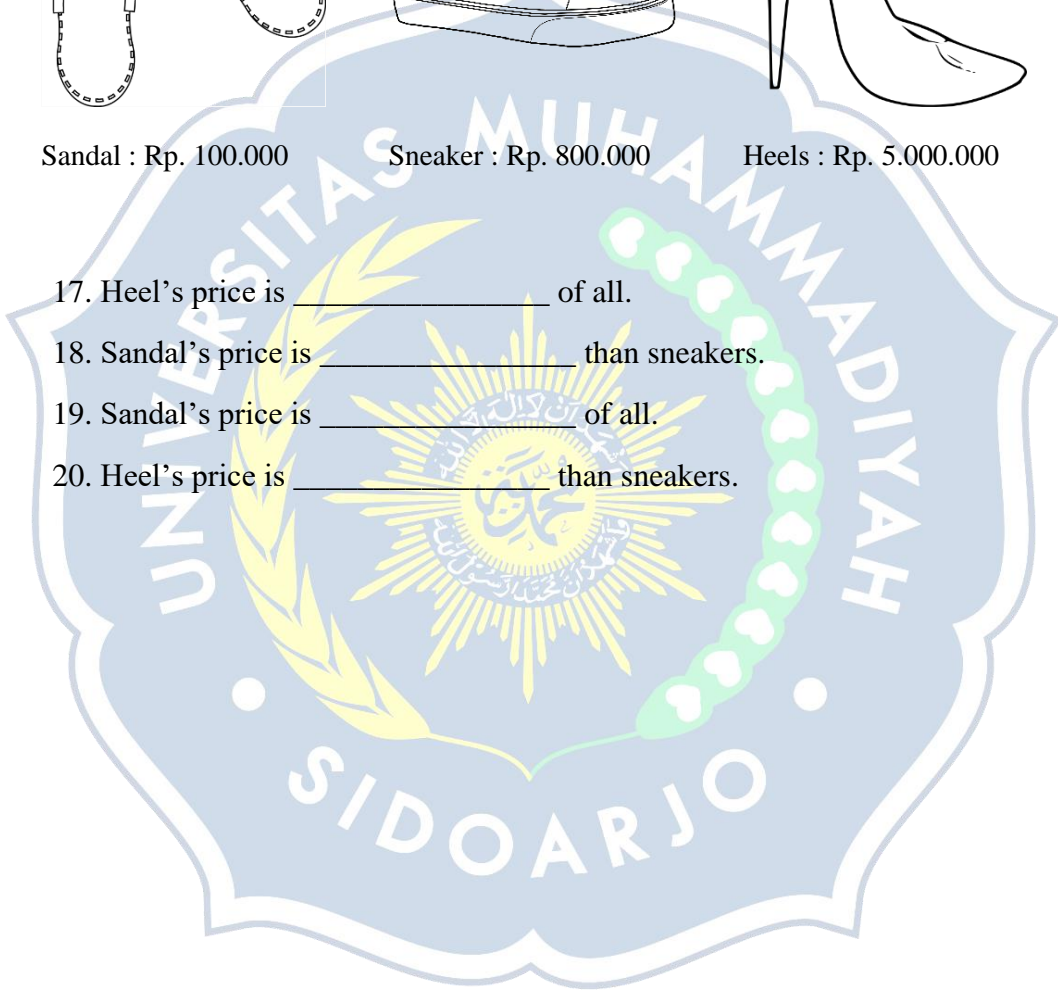 Sandal : Rp. 100.000 Sneaker : Rp. 800.000 Heels : Rp. 5.000.000
17. Heel’s price is ________________ of all.
18. Sandal’s price is ________________ than sneakers.
19. Sandal’s price is ________________ of all.
20. Heel’s price is ________________ than sneakers.
UNIVERSITAS MUHAMMADIYAH
SIDOARJO